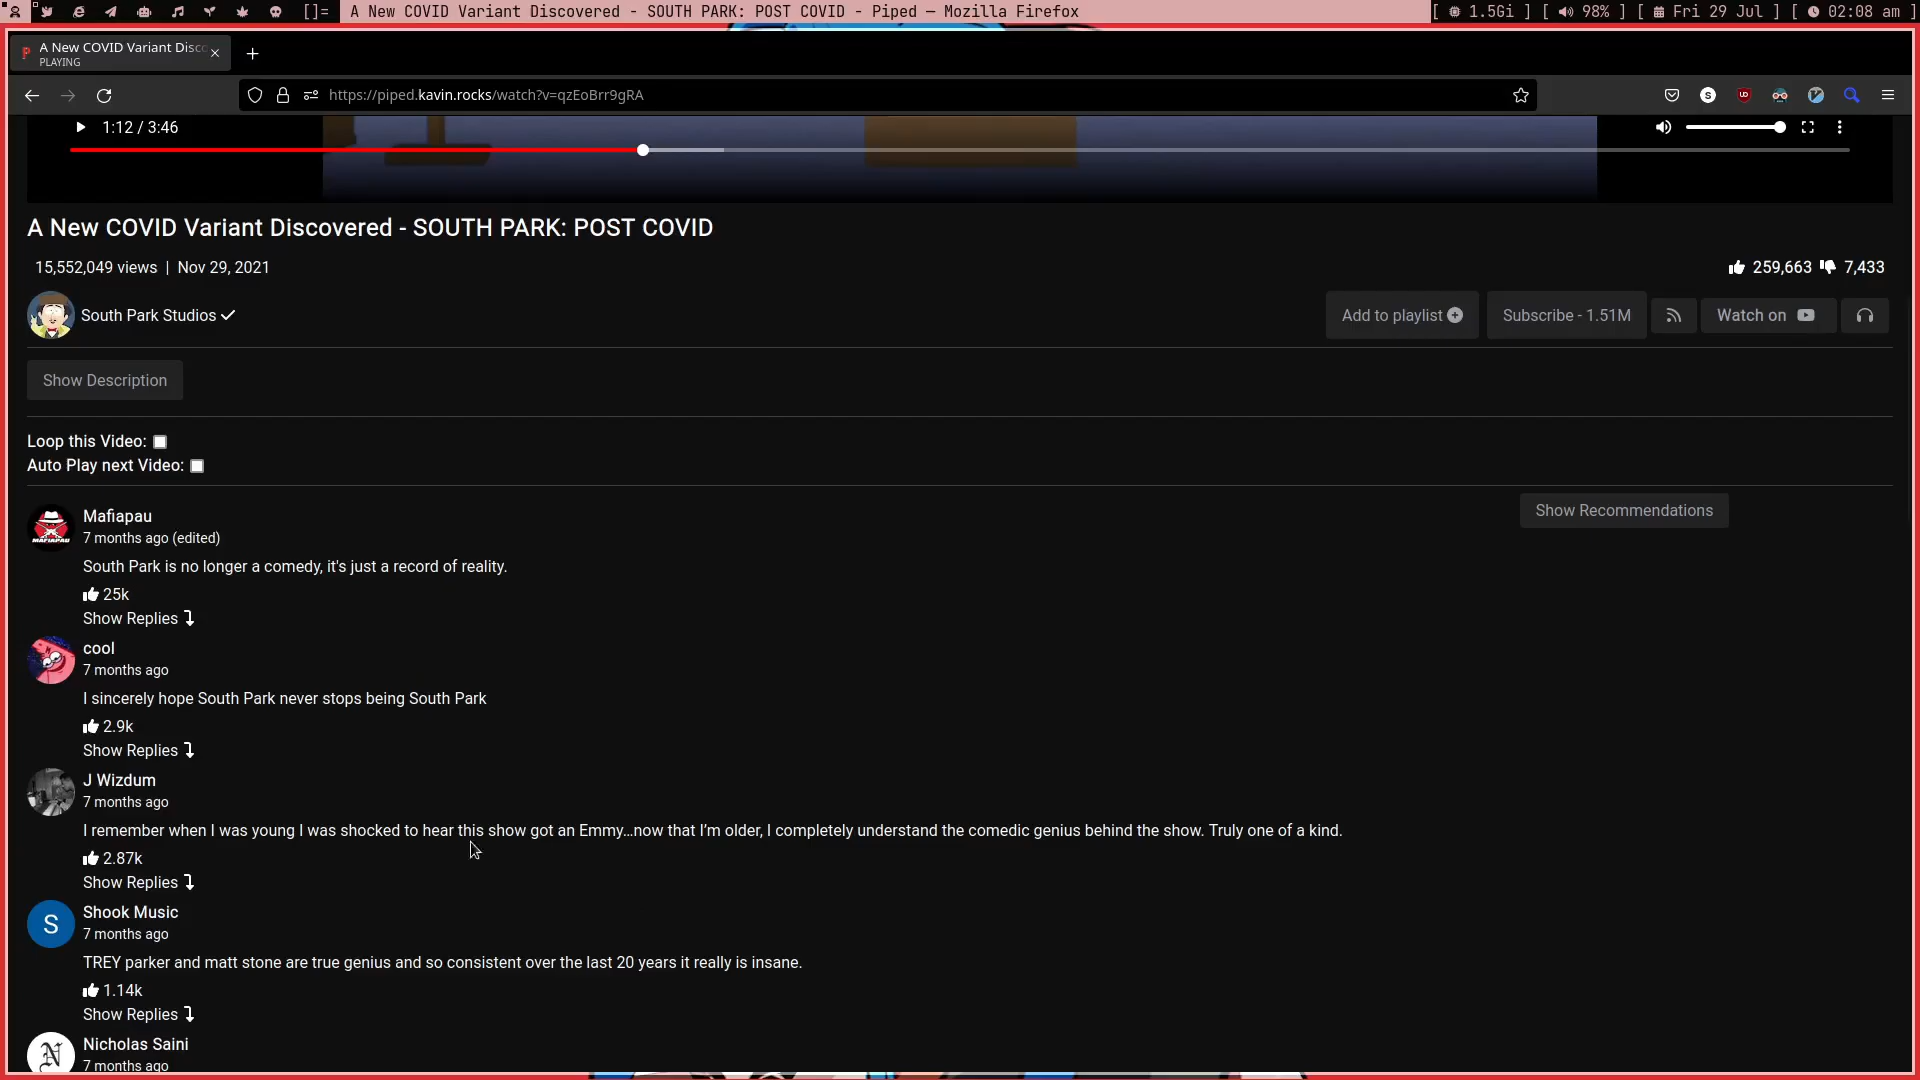 []= A New COVID Variant Discovered - SOUTH PARK: POST COVID - Piped — Mozilla Firefox [ 1.5Gi ] [ 98% ] [ Fri 29 Jul ] [ 02:08 am ]
A New COVID Variant Disco
PLAYING
https://piped.kavin.rocks/watch?v=qzEoBrr9gRA
1:12 / 3:46
A New COVID Variant Discovered - SOUTH PARK: POST COVID
15,552,049 views | Nov 29, 2021 259,663 7,433
South Park Studios Add to playlist Subscribe - 1.51M Watch on
Show Description
Loop this Video:
Auto Play next Video:
Show Recommendations
Mafiapau
7 months ago (edited)
South Park is no longer a comedy, it's just a record of reality.
25k
Show Replies
cool
7 months ago
I sincerely hope South Park never stops being South Park
2.9k
Show Replies
J Wizdum
7 months ago
I remember when I was young I was shocked to hear this show got an Emmy…now that I’m older, I completely understand the comedic genius behind the show. Truly one of a kind.
2.87k
Show Replies
S
Shook Music
7 months ago
TREY parker and matt stone are true genius and so consistent over the last 20 years it really is insane.
1.14k
Show Replies
N
Nicholas Saini
7 months ago